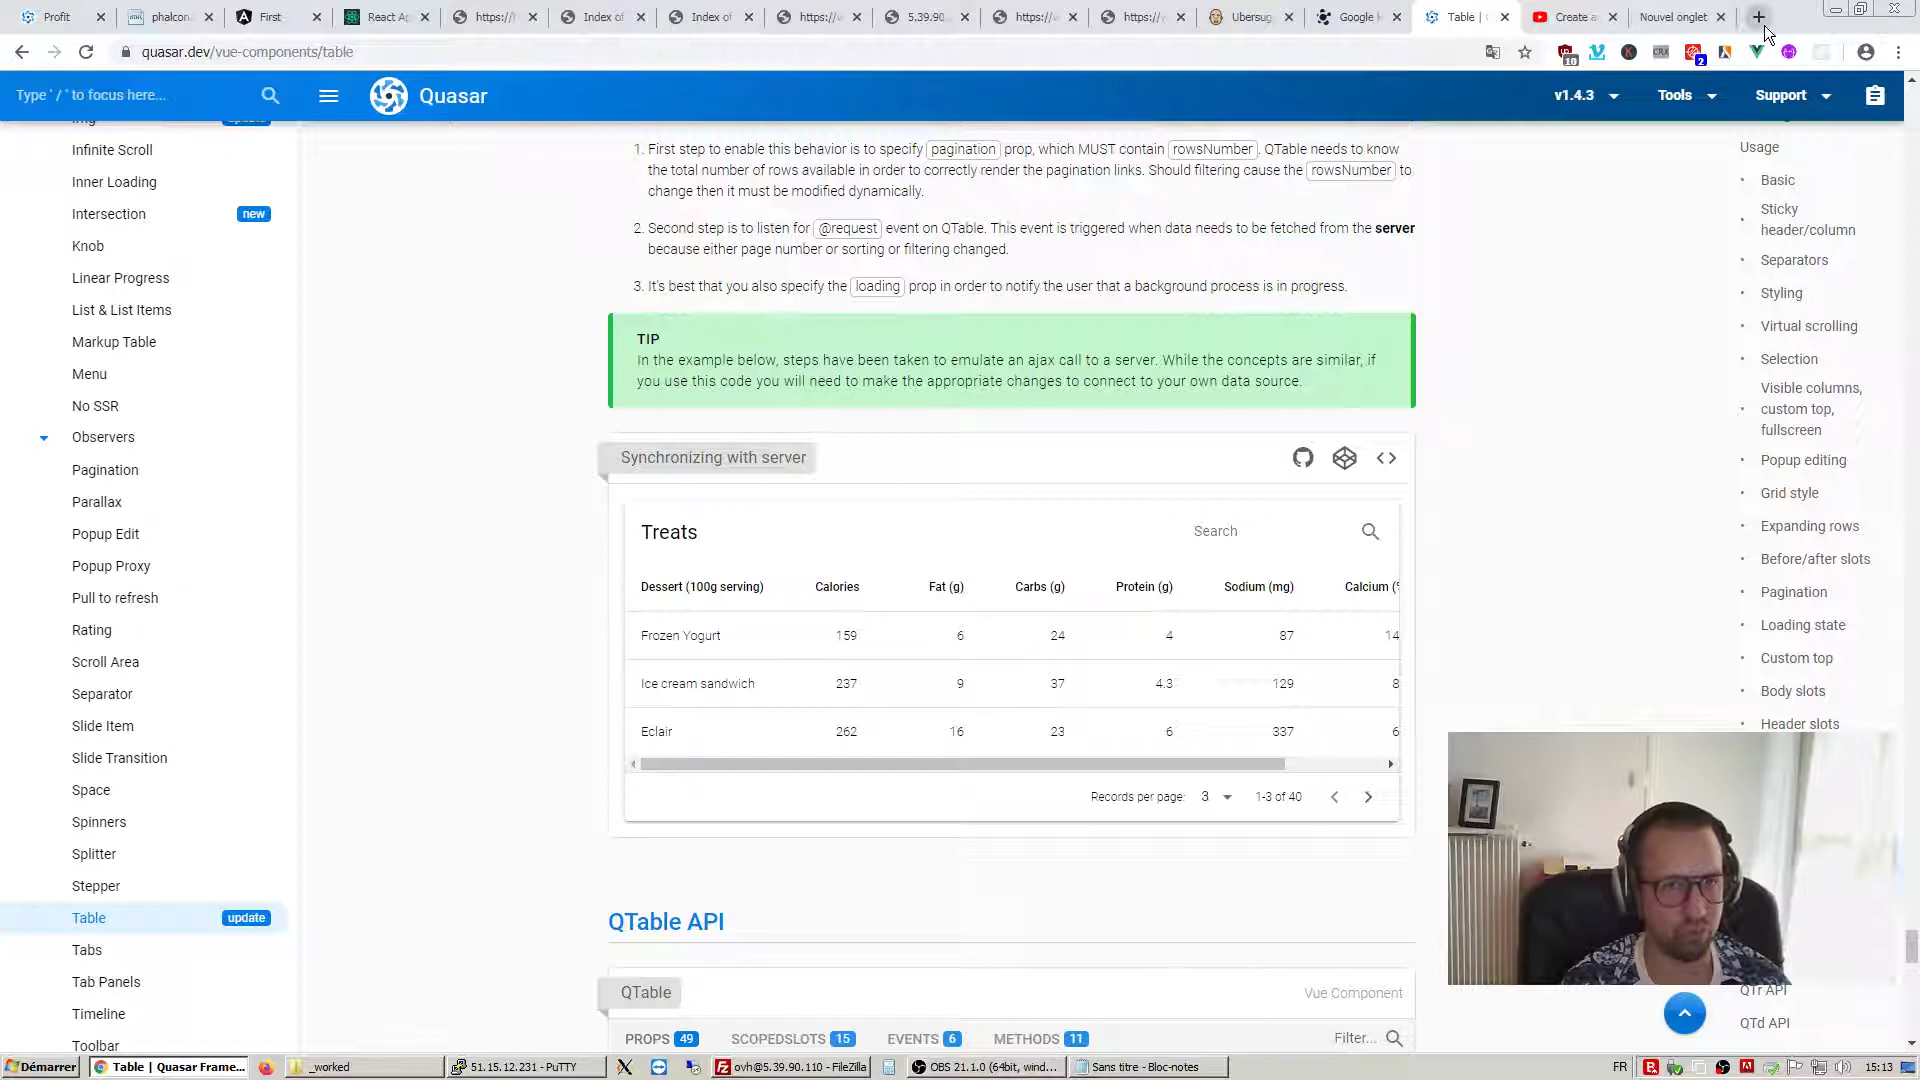 Profit
phalcon
First
React Ap
https://
Index of
Index of
https://
5.39.90.
https://
https://
Ubersug
Google
Table |
Create a
Nouvel onglet
quasar.dev/vue-components/table
10
CRX
2
Type ' / ' to focus here...
Quasar
v1.4.3
Tools
Support
Img
update
Infinite Scroll
Inner Loading
Intersection
new
Knob
Linear Progress
List & List Items
Markup Table
Menu
No SSR
Observers
Pagination
Parallax
Popup Edit
Popup Proxy
Pull to refresh
Rating
Scroll Area
Separator
Slide Item
Slide Transition
Space
Spinners
Splitter
Stepper
Table
update
Tabs
Tab Panels
Timeline
Toolbar
1. First step to enable this behavior is to specify pagination prop, which MUST contain rowsNumber. QTable needs to know
the total number of rows available in order to correctly render the pagination links. Should filtering cause the rowsNumber to
change then it must be modified dynamically.
2. Second step is to listen for @request event on QTable. This event is triggered when data needs to be fetched from the server
because either page number or sorting or filtering changed.
3. It's best that you also specify the loading prop in order to notify the user that a background process is in progress.
TIP
In the example below, steps have been taken to emulate an ajax call to a server. While the concepts are similar, if
you use this code you will need to make the appropriate changes to connect to your own data source.
Synchronizing with server
Treats
Search
Dessert (100g serving) Calories Fat (g) Carbs (g) Protein (g) Sodium (mg) Calcium (%
Frozen Yogurt 159 6 24 4 87 14
Ice cream sandwich 237 9 37 4.3 129 8
Eclair 262 16 23 6 337 6
Records per page: 3 1-3 of 40
QTable API
QTable
Vue Component
PROPS 49 SCOPEDSLOTS 15 EVENTS 6 METHODS 11 Filter...
Usage
Basic
Sticky
header/column
Separators
Styling
Virtual scrolling
Selection
Visible columns,
custom top,
fullscreen
Popup editing
Grid style
Expanding rows
Before/after slots
Pagination
Loading state
Custom top
Body slots
Header slots
QTr API
QTd API
Démarrer
Table | Quasar Frame...
_worked
51.15.12.231 - PuTTY
ovh@5.39.90.110 - FileZilla
OBS 21.1.0 (64bit, wind...
Sans titre - Bloc-notes
FR
15:13